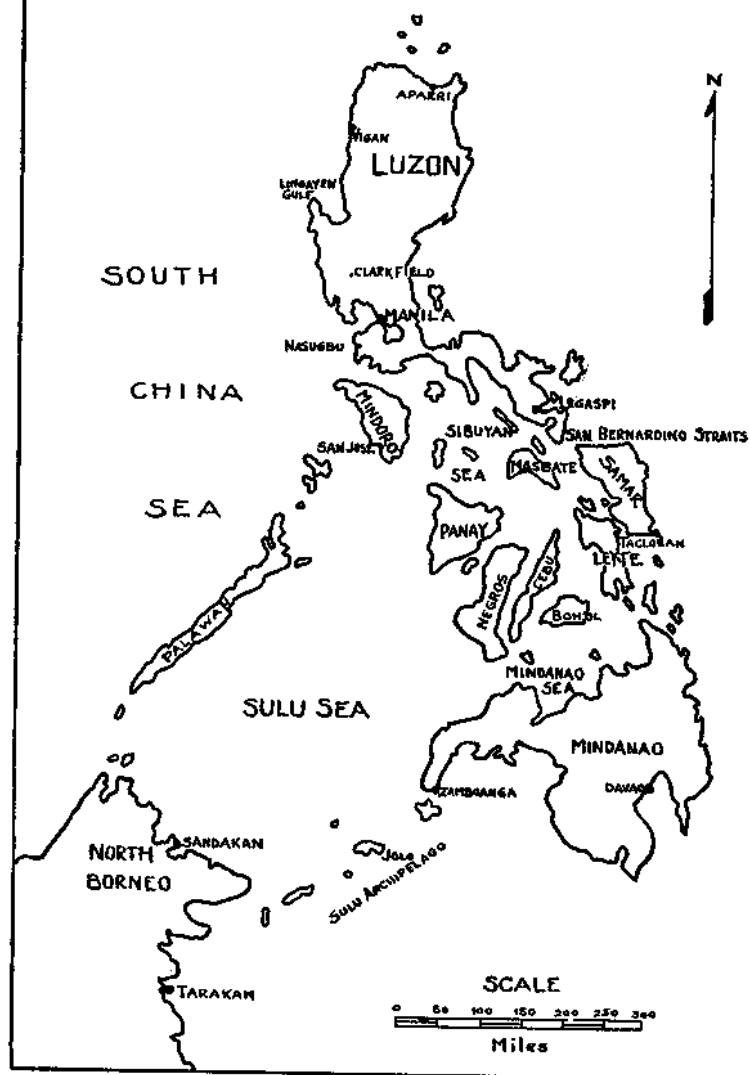 N
APARRI
VIGAN
LUZON
LINGAYEN
GULF
SOUTH
CLARK FIELD
MANILA
NASUGBU
CHINA
MINDORO
LEGASPI
SIBUYAN
SAN BERNARDINO STRAITS
SAN JOSE
SEA
MASBATE
SAMAR
SEA
PANAY
TACLOBAN
LEYTE
CEBU
NEGROS
BOHOL
PALAWAN
MINDANAO
SEA
SULU SEA
MINDANAO
ZAMBOANGA
DAVAO
SANDAKAN
NORTH
BORNEO
JOLO
SULU ARCHIPELAGO
TARAKAN
SCALE
0 50 100 150 200 250 300
Miles